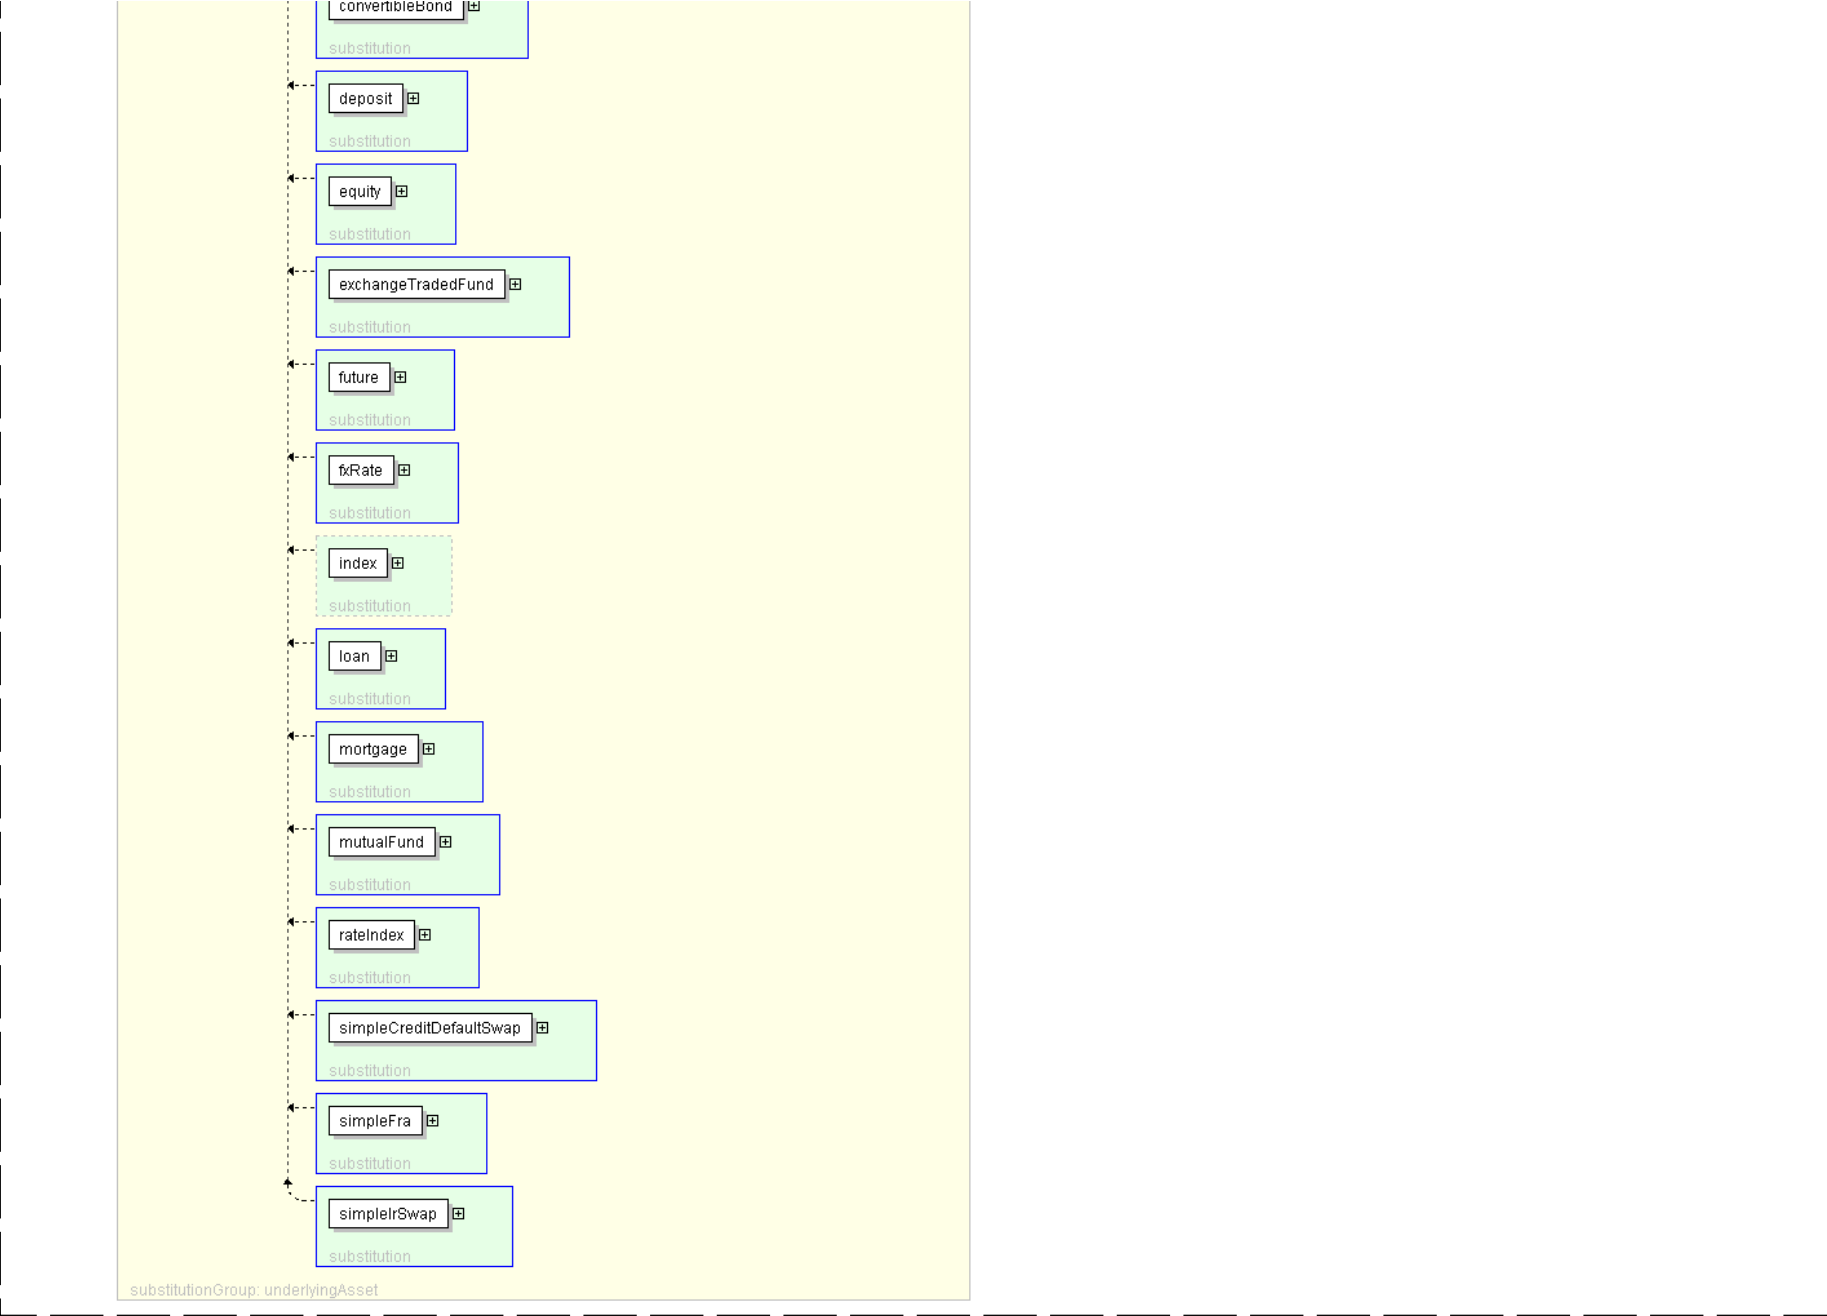 convertibleBond
substitution
deposit
substitution
equity
substitution
exchangeTradedFund
substitution
future
substitution
fxRate
substitution
index
substitution
loan
substitution
mortgage
substitution
mutualFund
substitution
rateIndex
substitution
simpleCreditDefaultSwap
substitution
simpleFra
substitution
simpleIrSwap
substitution
substitutionGroup: underlyingAsset